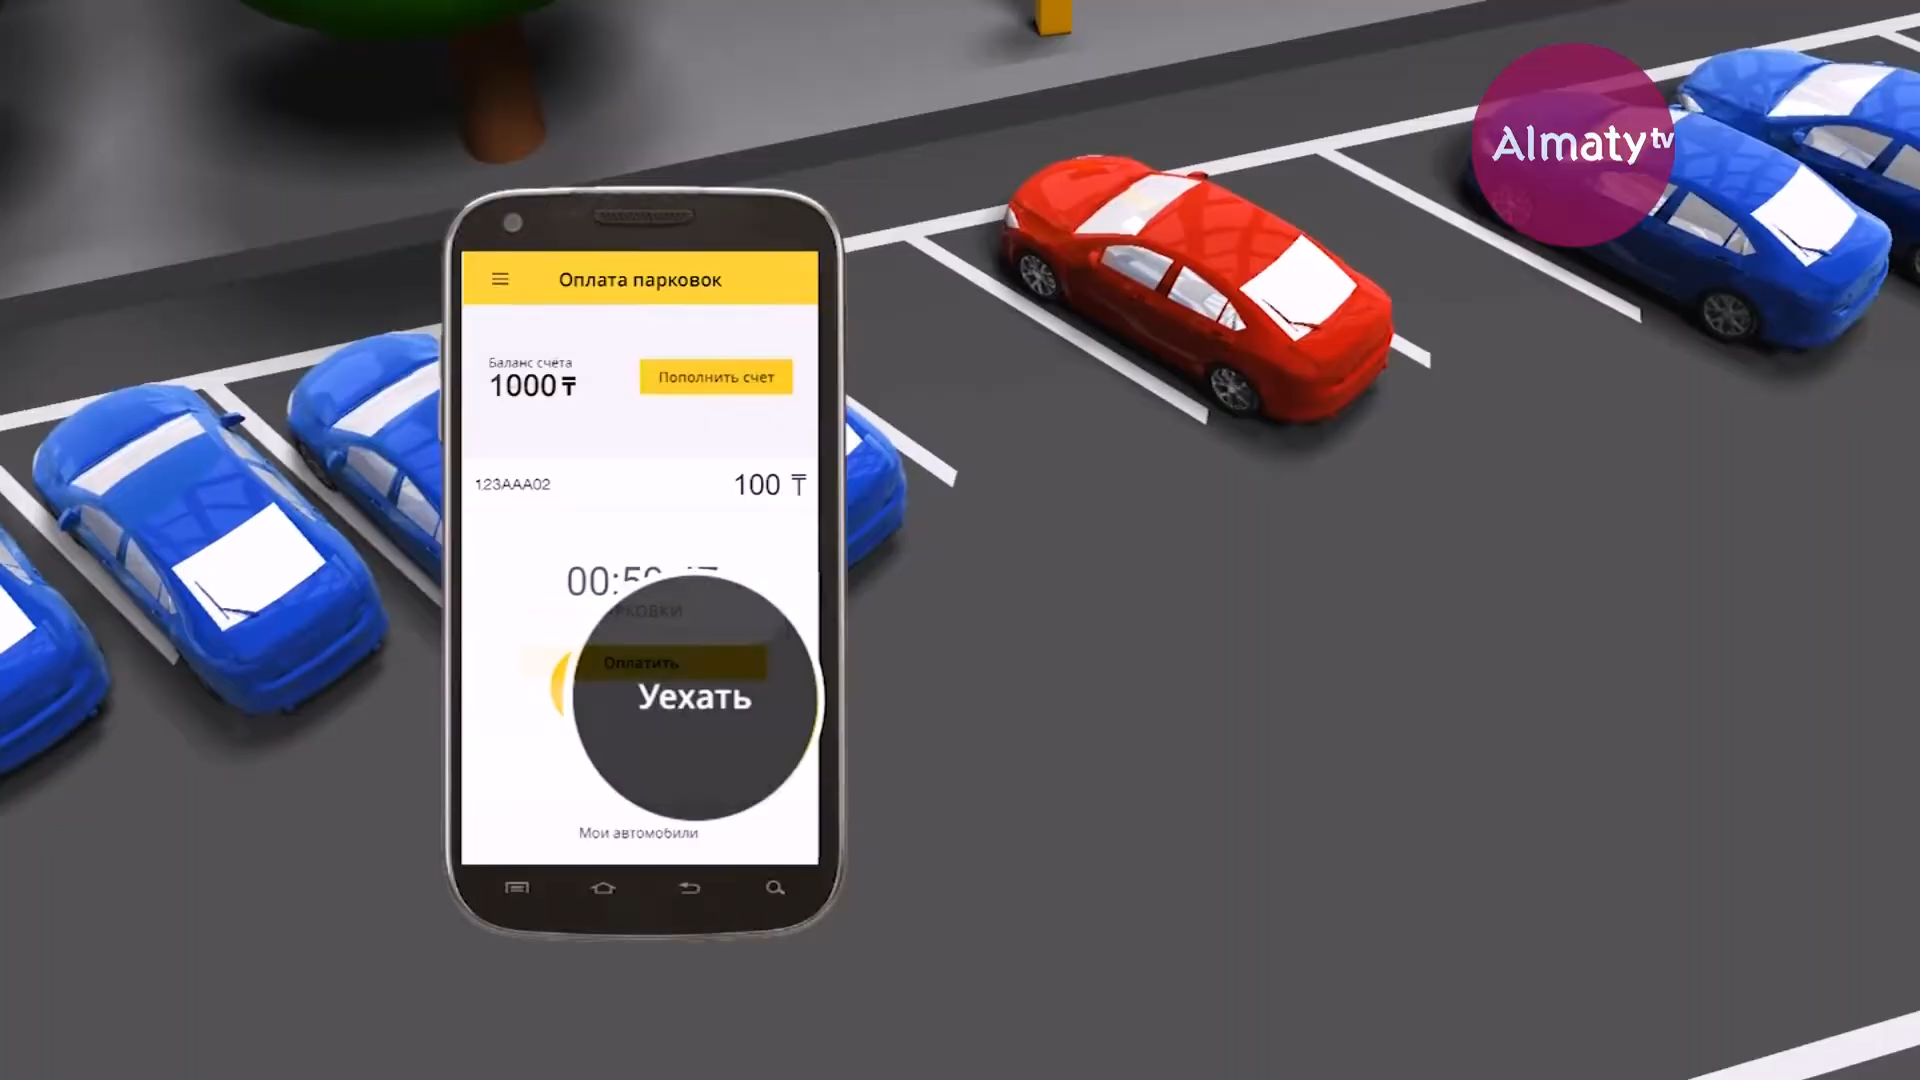 Almaty tv
Оплата парковок
Баланс счёта
1000 ₸
Пополнить счет
123AAA02
100 ₸
Оплатить
Уехать
Мои автомобили